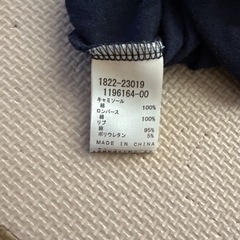 1822-23019
1196164-00
キャミソール
綿 100%
ロンパース
綿 100%
リブ
綿 95%
ポリウレタン 5%
MADE IN CHINA